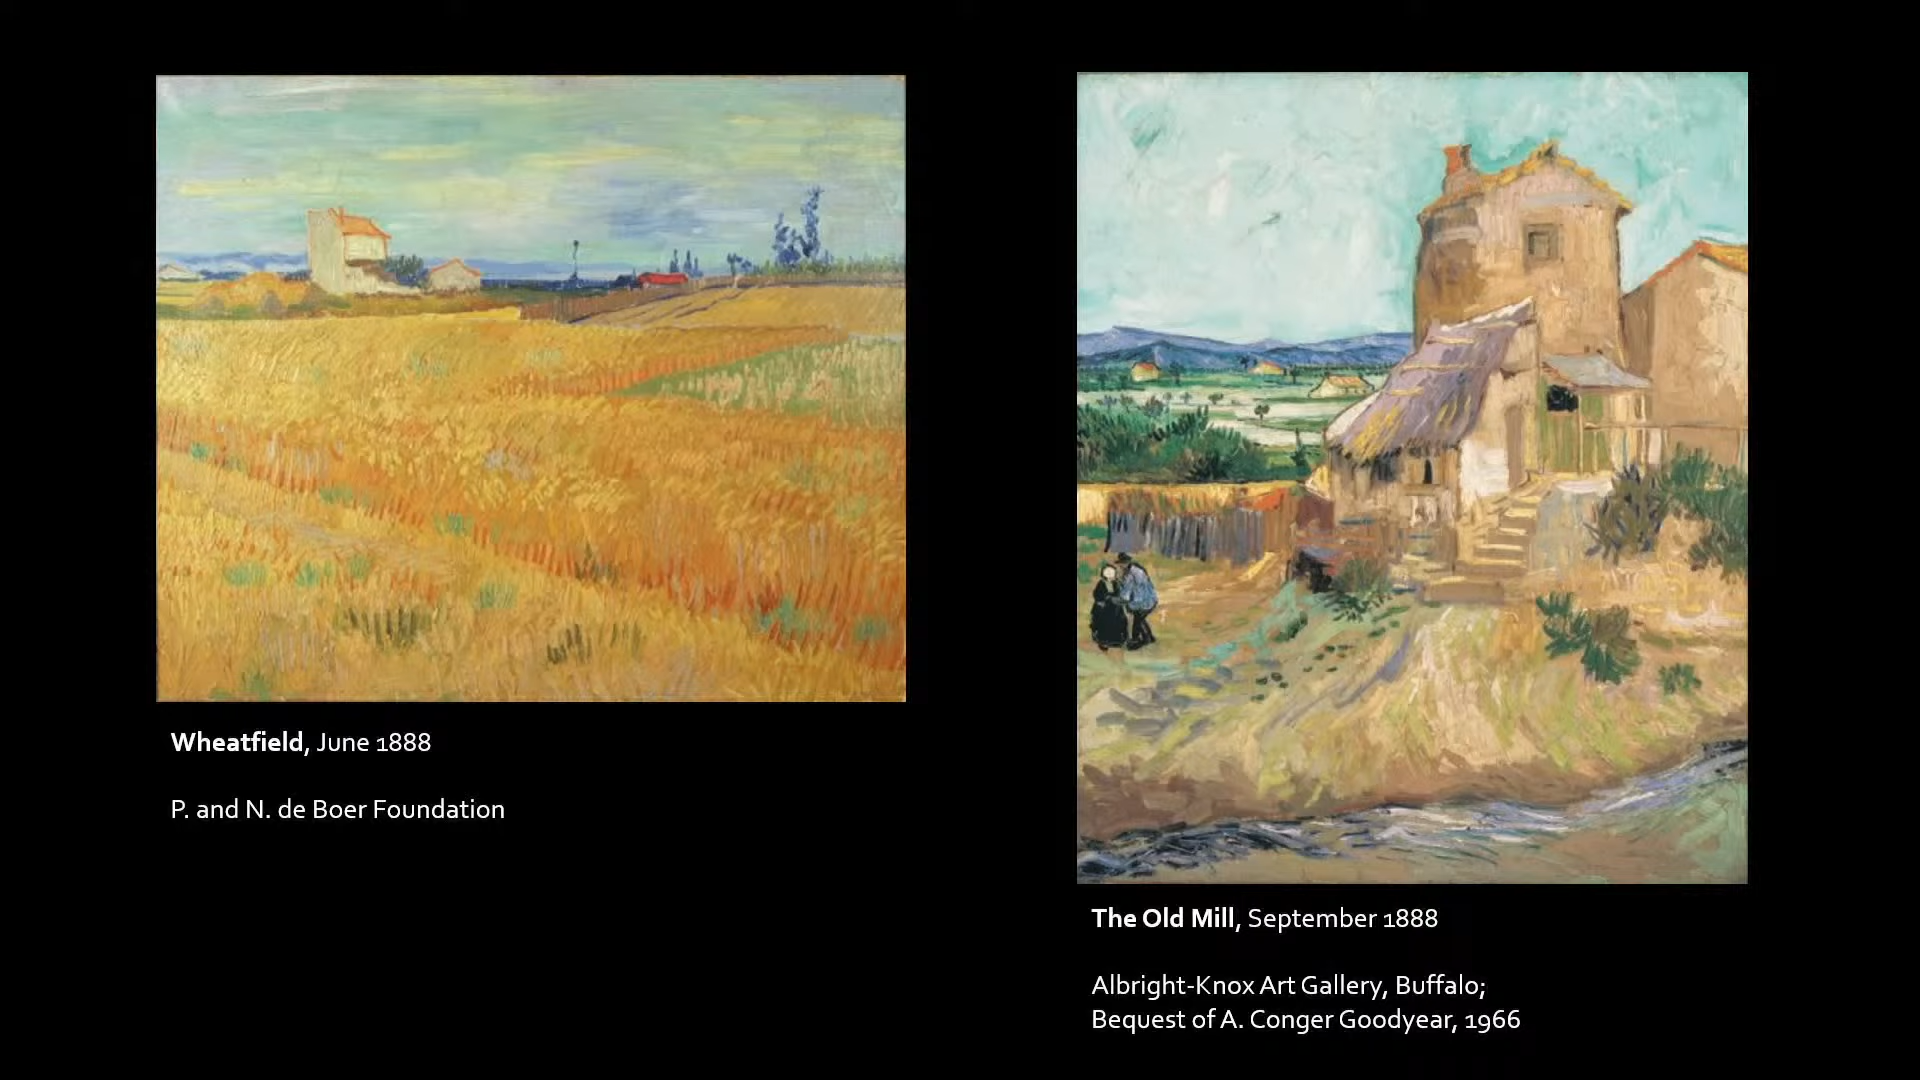 Wheatfield, June 1888
P. and N. de Boer Foundation
The Old Mill, September 1888
Albright-Knox Art Gallery, Buffalo;
Bequest of A. Conger Goodyear, 1966